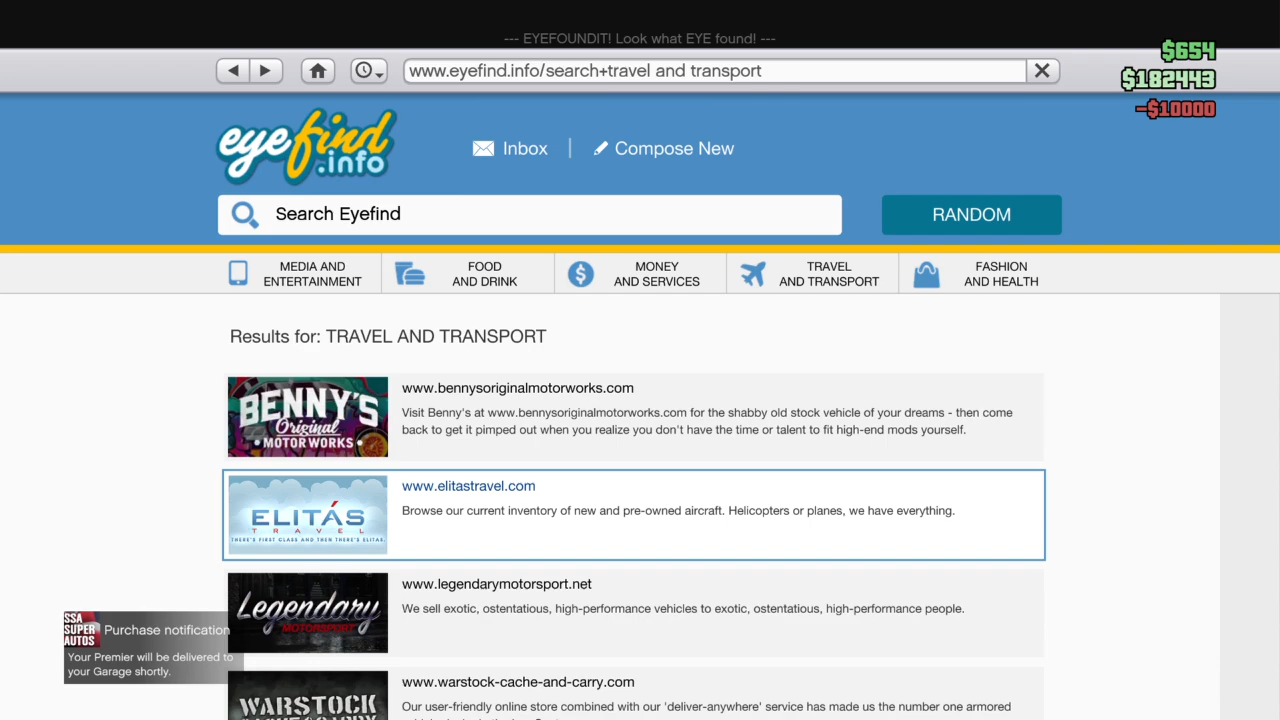 --- EYEFOUNDIT! Look what EYE found! ---
$654
www.eyefind.info/search+travel and transport
$182443
-$10000
eyefind
.info
Inbox
Compose New
Search Eyefind
RANDOM
MEDIA AND
ENTERTAINMENT
FOOD
AND DRINK
MONEY
AND SERVICES
TRAVEL
AND TRANSPORT
FASHION
AND HEALTH
Results for: TRAVEL AND TRANSPORT
BENNY'S
Original
MOTOR WORKS
www.bennysoriginalmotorworks.com
Visit Benny's at www.bennysoriginalmotorworks.com for the shabby old stock vehicle of your dreams - then come
back to get it pimped out when you realize you don't have the time or talent to fit high-end mods yourself.
ELITÁS
TRAVEL
THERE'S FIRST CLASS AND THEN THERE'S ELITAS.
www.elitastravel.com
Browse our current inventory of new and pre-owned aircraft. Helicopters or planes, we have everything.
Legendary
MOTORSPORT
www.legendarymotorsport.net
We sell exotic, ostentatious, high-performance vehicles to exotic, ostentatious, high-performance people.
SSA
SUPER
AUTOS
Purchase notification
Your Premier will be delivered to
your Garage shortly.
WARSTOCK
www.warstock-cache-and-carry.com
Our user-friendly online store combined with our 'deliver-anywhere' service has made us the number one armored